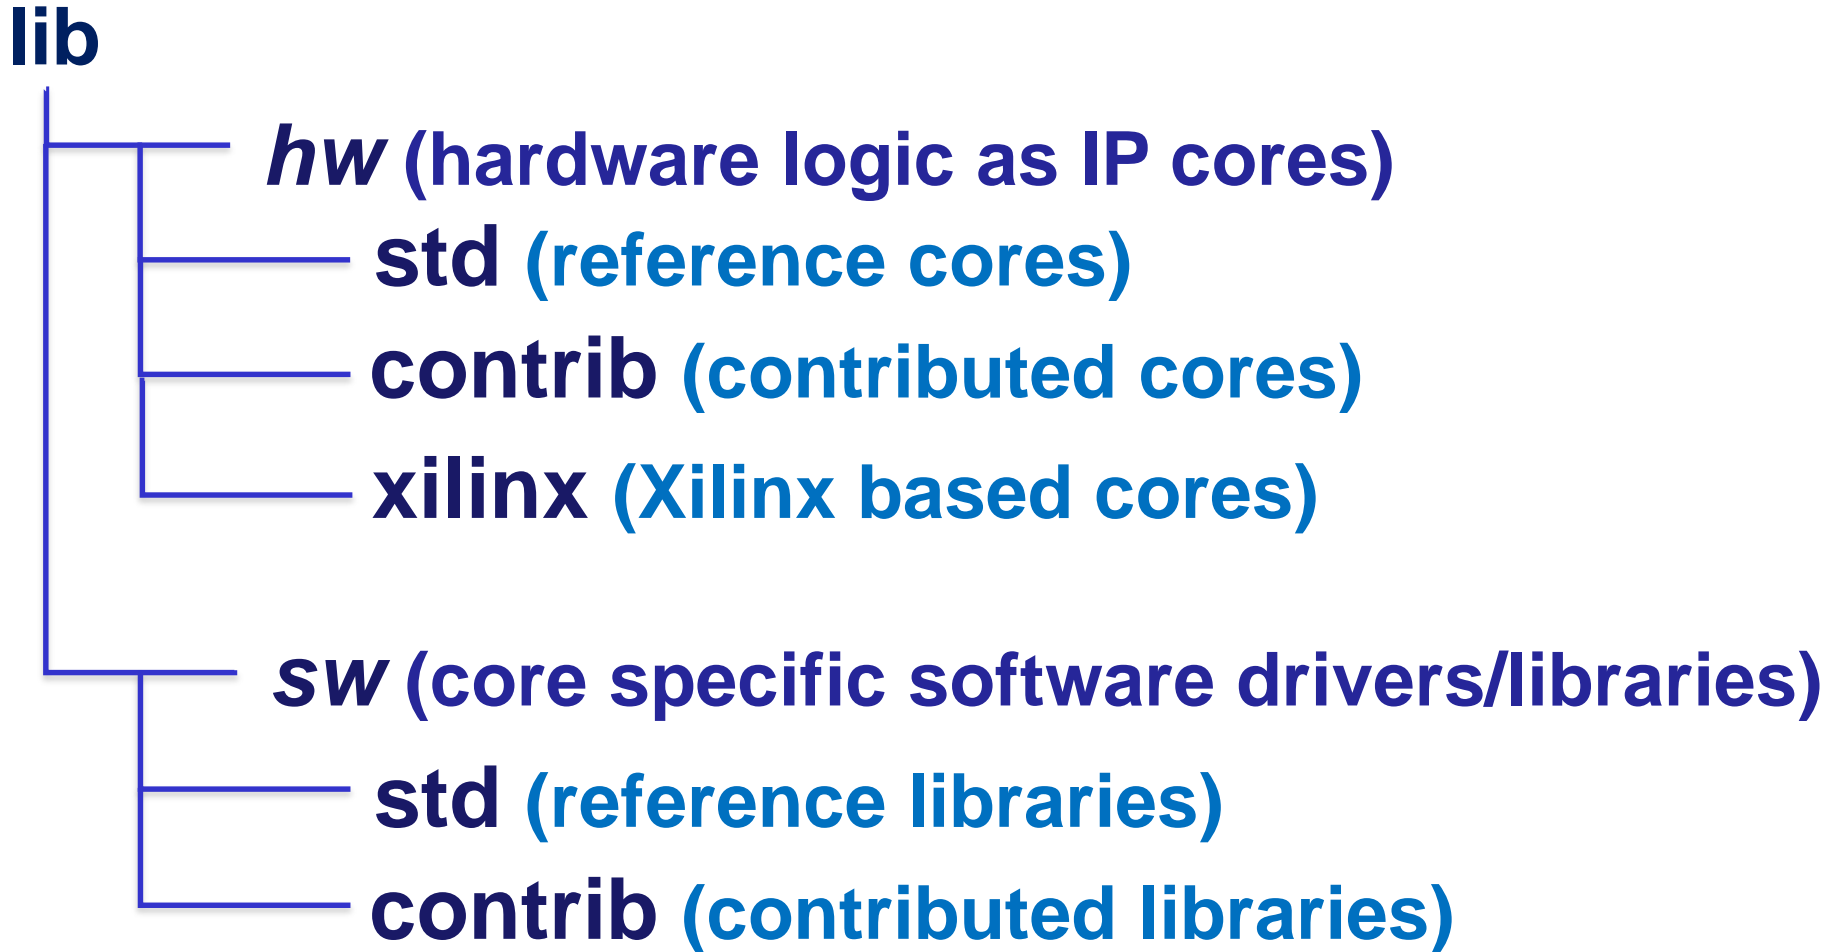 lib
hw (hardware logic as IP cores)
std (reference cores)
contrib (contributed cores)
xilinx (Xilinx based cores)
sw (core specific software drivers/libraries)
std (reference libraries)
contrib (contributed libraries)